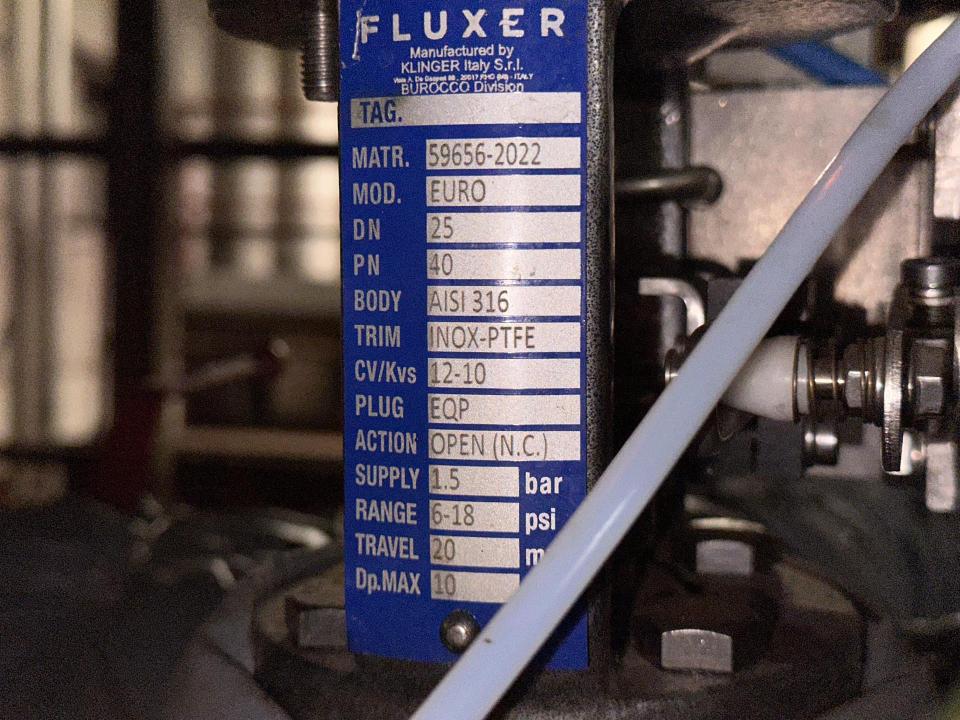 FLUXER
Manufactured by
KLINGER Italy S.r.l.
BUROCCO Division
TAG.
MATR. 59656-2022
MOD. EURO
DN 25
PN 40
BODY AISI 316
TRIM INOX-PTFE
CV/Kvs 12-10
PLUG EQP
ACTION OPEN (N.C.)
SUPPLY 1.5 bar
RANGE 6-18 psi
TRAVEL 20
Dp.MAX 10